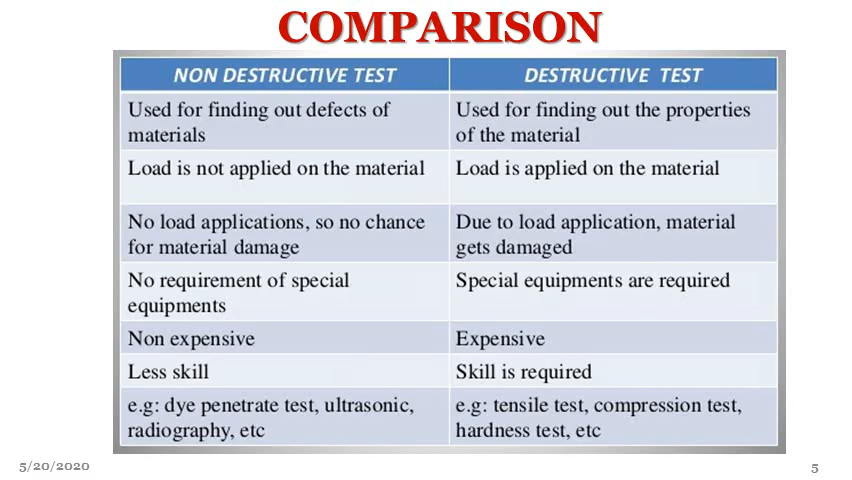 COMPARISON
NON DESTRUCTIVE TEST
DESTRUCTIVE TEST
Used for finding out defects of
materials
Used for finding out the properties
of the material
Load is not applied on the material
Load is applied on the material
No load applications, so no chance
for material damage
Due to load application, material
gets damaged
No requirement of special
equipments
Special equipments are required
Non expensive
Expensive
Less skill
Skill is required
e.g: dye penetrate test, ultrasonic,
radiography, etc
e.g: tensile test, compression test,
hardness test, etc
5/20/2020
5